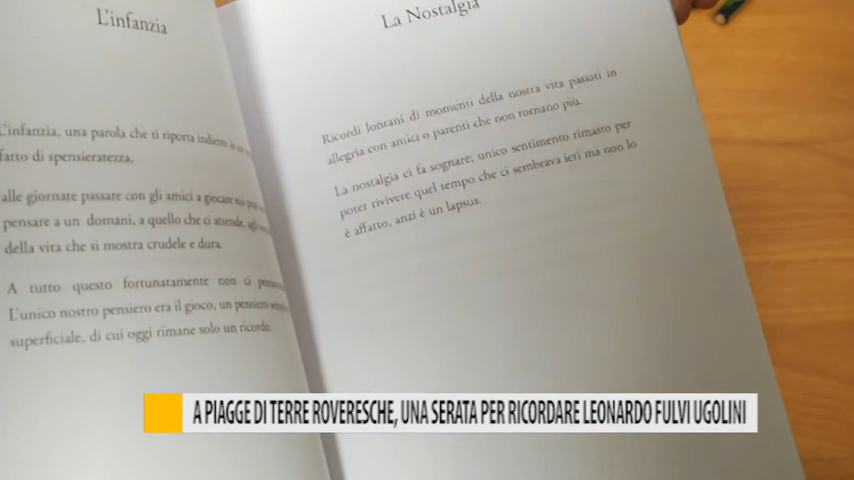 L'infanzia
L'infanzia, una parola che ti riporta indietro
fatto di spensieratezza.
alle giornate passate con gli amici a giocare
pensare a un domani, a quello che ci attende,
della vita che si mostra crudele e dura.
A tutto questo fortunatamente non ci
L'unico nostro pensiero era il gioco, un pensiero
superficiale, di cui oggi rimane solo un ricordo.
La Nostalgia
Ricordi lontani di momenti della nostra vita passati in
allegria con amici o parenti che non tornano più.
La nostalgia ci fa sognare; unico sentimento rimasto per
poter rivivere quel tempo che ci sembrava ieri ma non lo
è affatto, anzi è un lapsus.
A PIAGGE DI TERRE ROVERESCHE, UNA SERATA PER RICORDARE LEONARDO FULVI UGOLINI